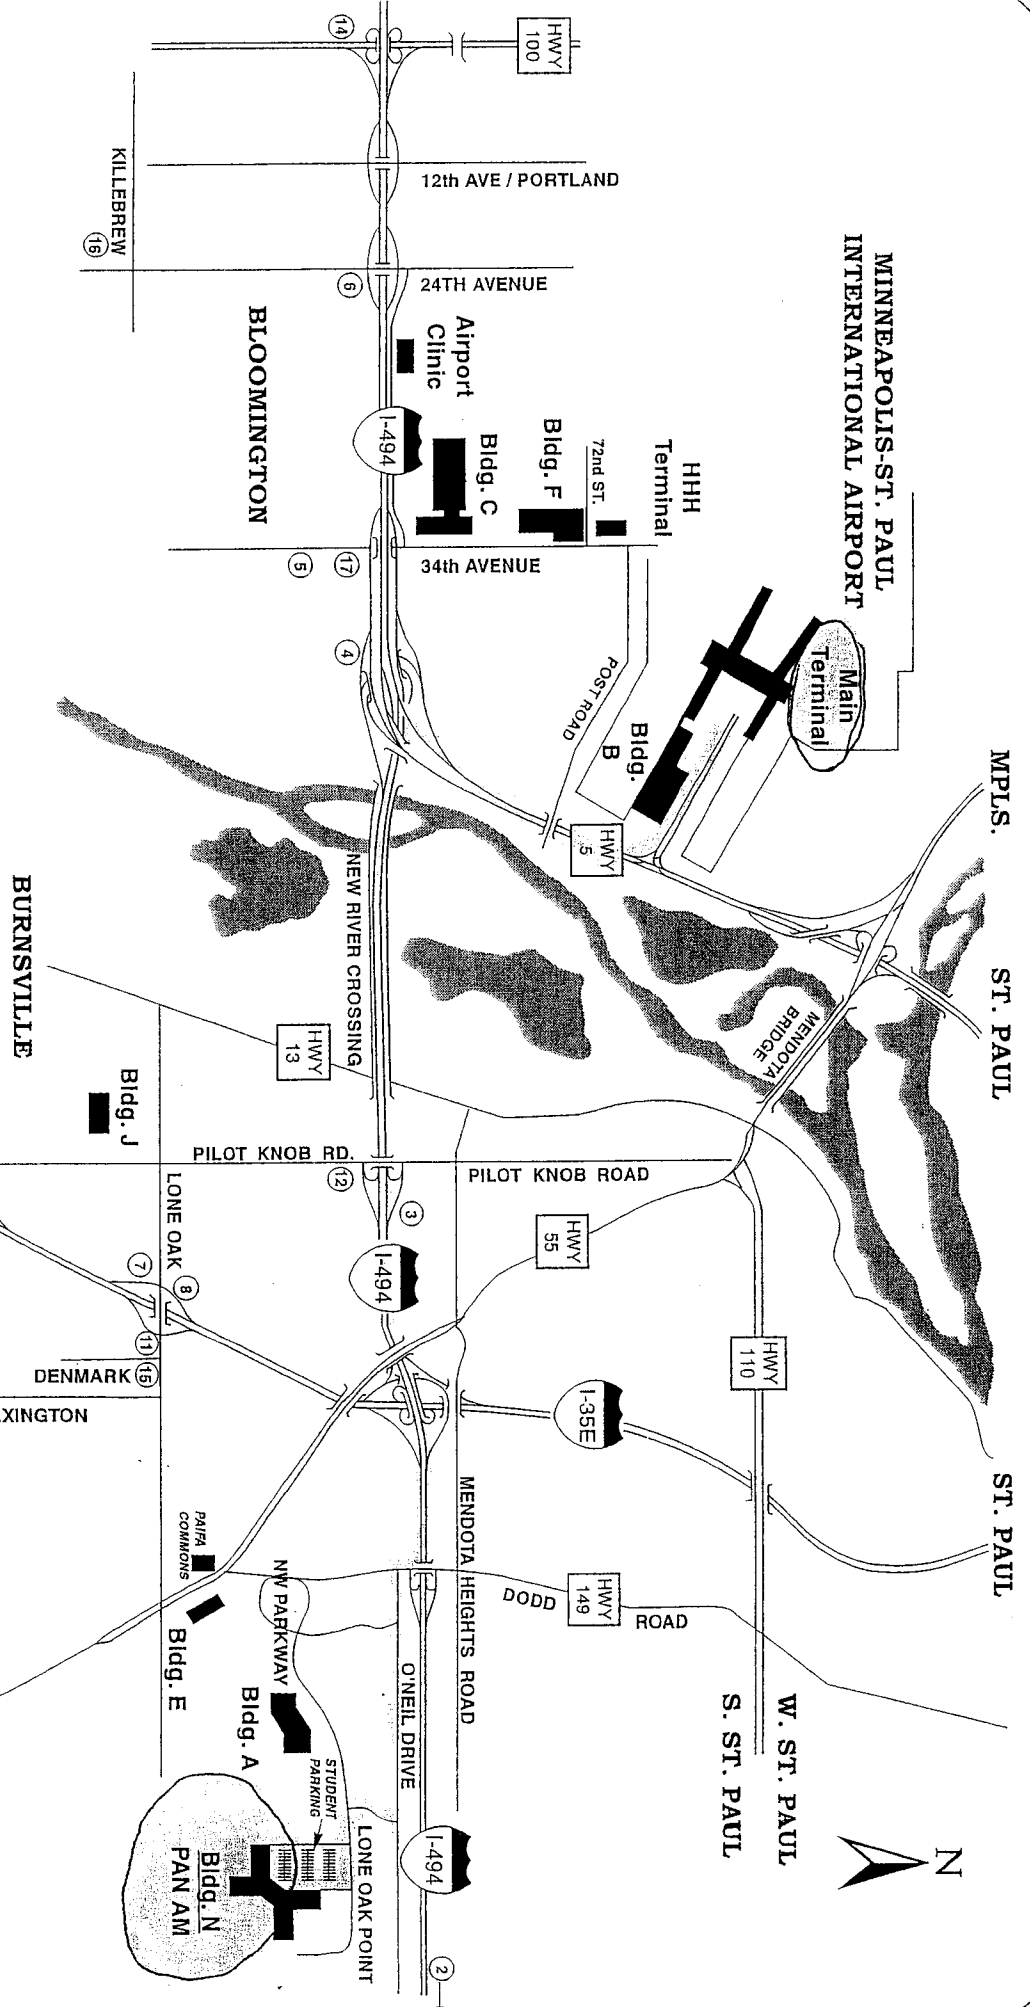 14
HWY
100
KILLEBREW
16
12th AVE / PORTLAND
24TH AVENUE
6
MINNEAPOLIS-ST. PAUL
INTERNATIONAL AIRPORT
BLOOMINGTON
Airport
Clinic
I-494
Bldg. C
Bldg. F
72nd ST.
HHH
Terminal
34th AVENUE
17
5
4
Main
Terminal
POST ROAD
Bldg.
B
HWY
5
MPLS.
ST. PAUL
MENDOTA
BRIDGE
NEW RIVER CROSSING
BURNSVILLE
HWY
13
Bldg. J
PILOT KNOB RD.
PILOT KNOB ROAD
12
3
LONE OAK
7
8
11
15
DENMARK
XINGTON
I-494
HWY
55
HWY
110
I-35E
ST. PAUL
MENDOTA HEIGHTS ROAD
PAIFA
COMMONS
NW PARKWAY
DODD
HWY
149
ROAD
Bldg. E
Bldg. A
O'NEIL DRIVE
W. ST. PAUL
S. ST. PAUL
STUDENT
PARKING
LONE OAK POINT
I-494
Bldg. N
PAN AM
N
2